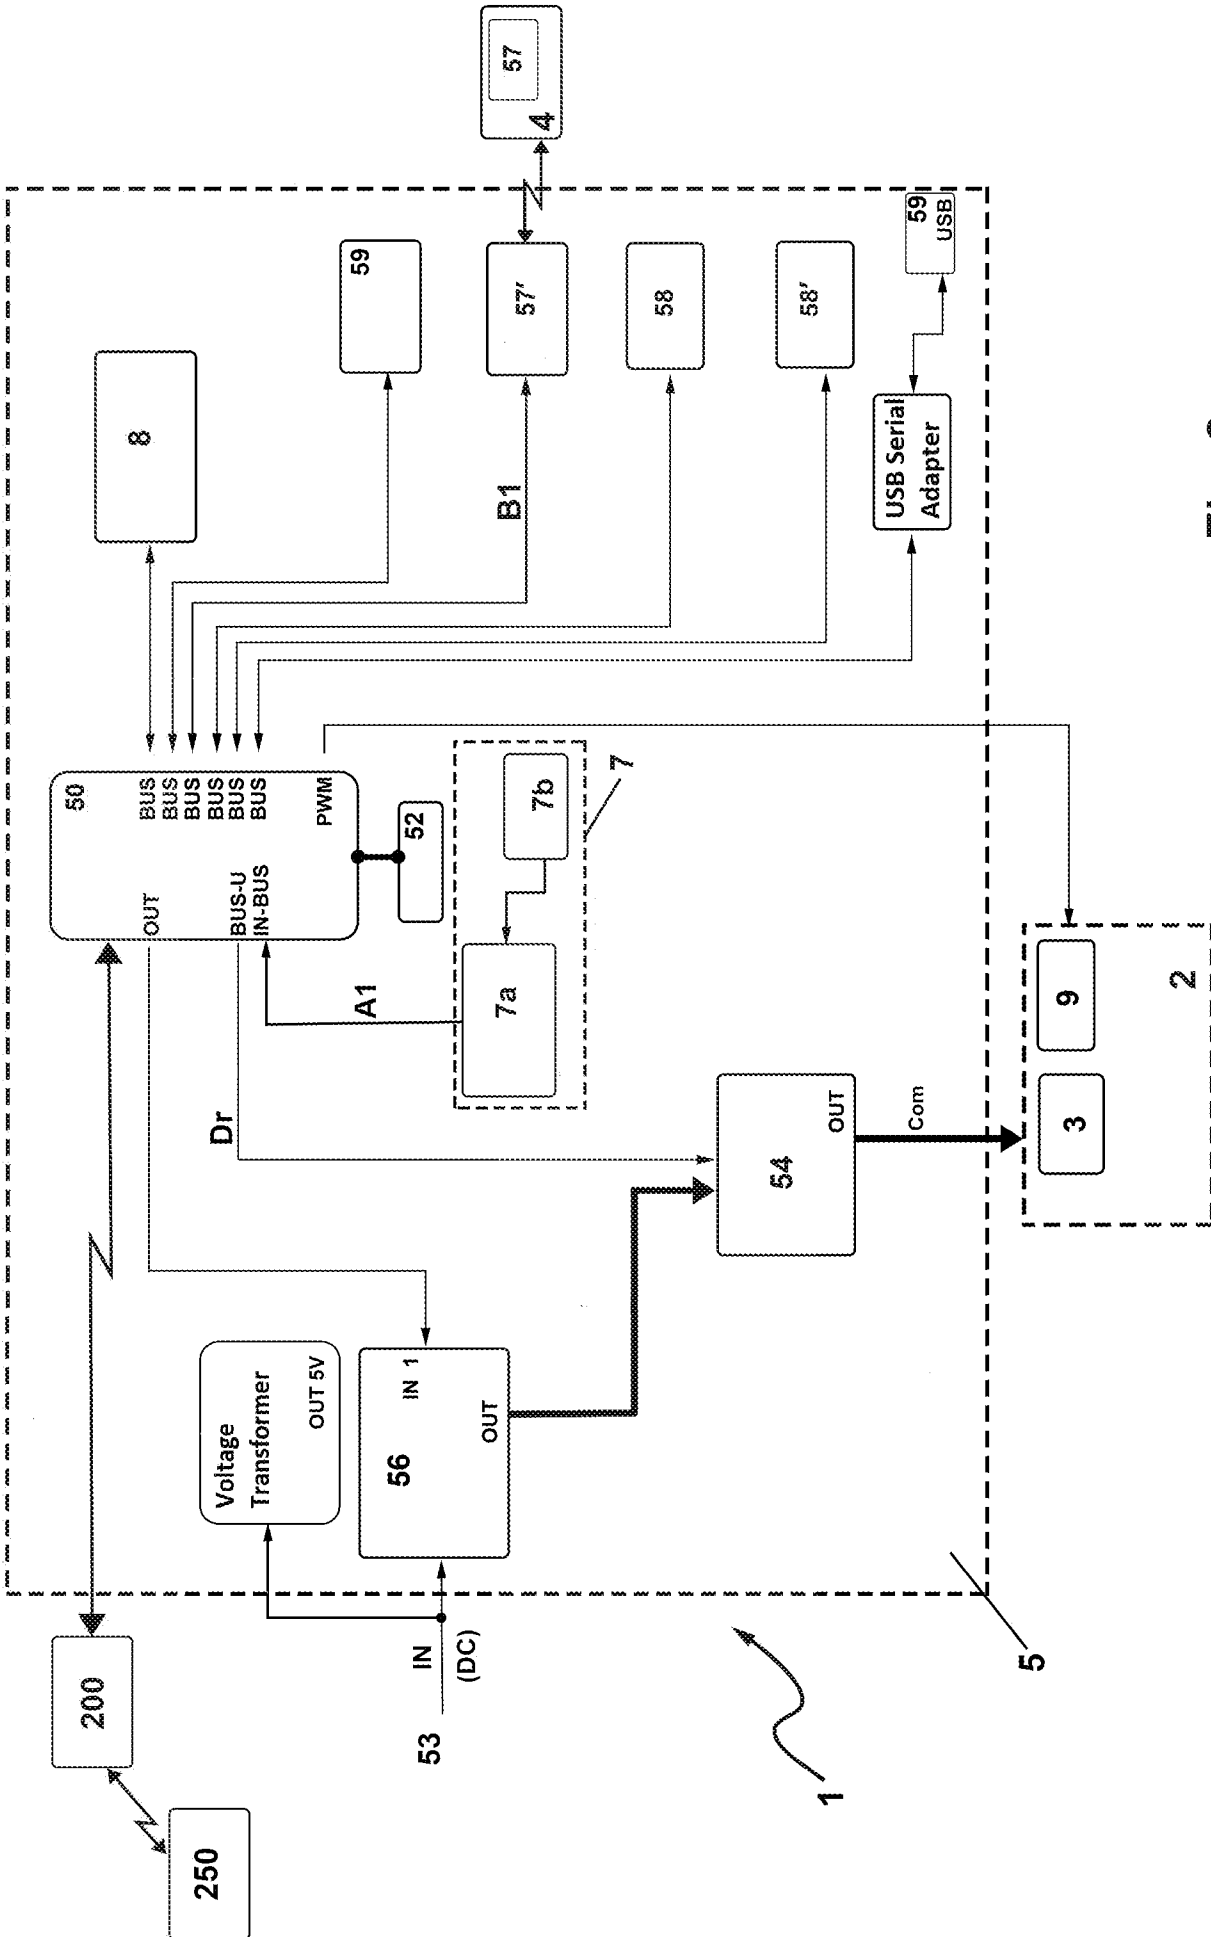 250
200
53
IN
(DC)
1
5
Voltage
Transformer
OUT 5V
56
IN 1
OUT
Dr
54
OUT
Com
A1
7a
7b
7
50
OUT
BUS-U
IN-BUS
BUS
BUS
BUS
BUS
BUS
BUS
PWM
52
3
9
2
8
59
B1
57'
58
58'
USB Serial
Adapter
59
USB
57
4